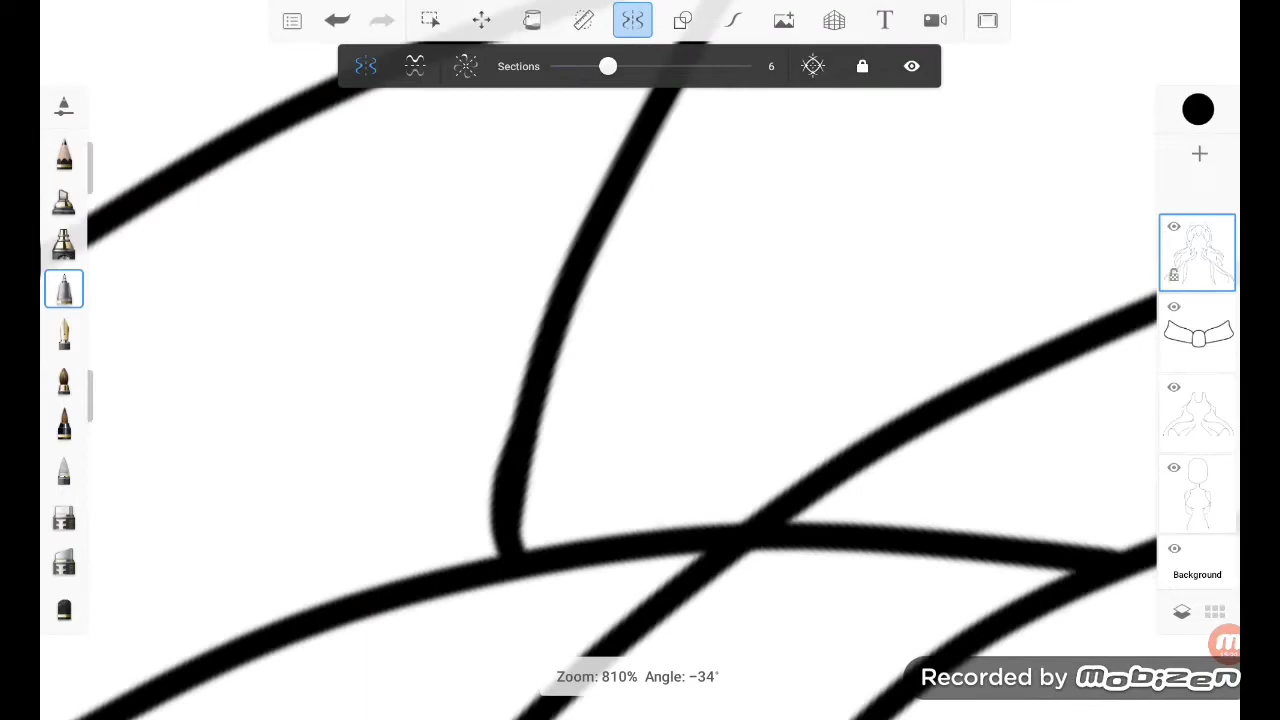 T
Sections 6
Background
Zoom: 810% Angle: -34°
Recorded by mobizen